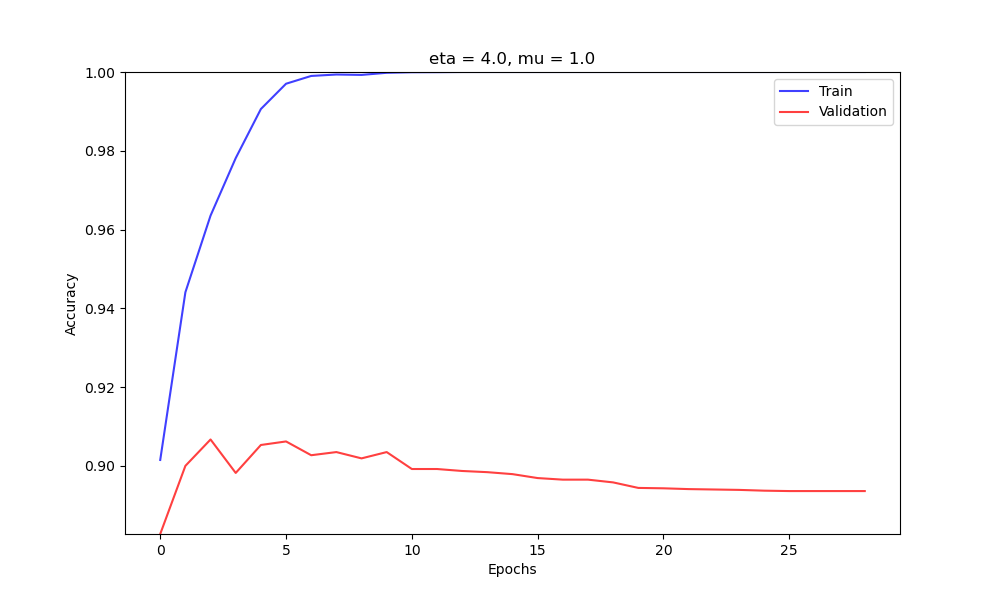 eta = 4.0, mu = 1.0
1.00
0.98
0.96
0.94
0.92
0.90
Accuracy
Train
Validation
0 5 10 15 20 25
Epochs